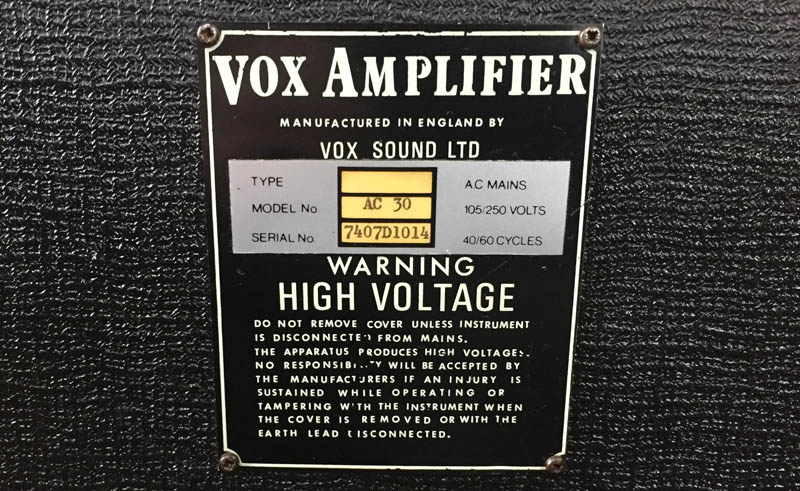 VOX AMPLIFIER
MANUFACTURED IN ENGLAND BY
VOX SOUND LTD
TYPE A.C MAINS
MODEL No. AC 30 105/250 VOLTS
SERIAL No. 7407D1014 40/60 CYCLES
WARNING
HIGH VOLTAGE
DO NOT REMOVE COVER UNLESS INSTRUMENT
IS DISCONNECTED FROM MAINS.
THE APPARATUS PRODUCES HIGH VOLTAGES.
NO WILL BE ACCEPTED BY
THE MANUFACTURERS IF AN INJURY IS
SUSTAINED WHILE OPERATING OR
TAMPERING WITH THE INSTRUMENT WHEN
THE COVER IS REMOVED OR WITH THE
EARTH LEAD DISCONNECTED.